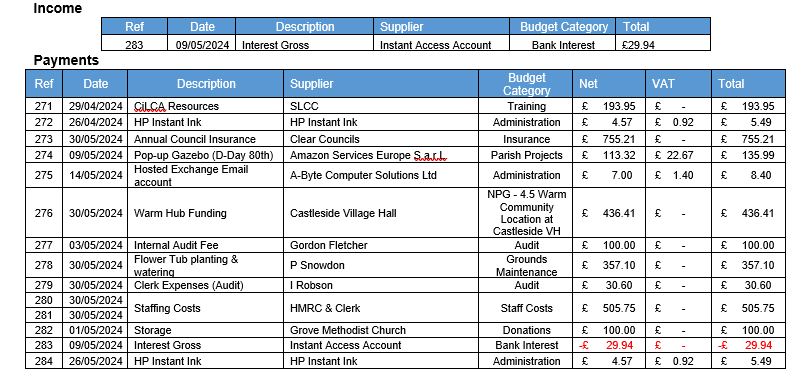 Income
Ref Date Description Supplier Budget Category Total
283 09/05/2024 Interest Gross Instant Access Account Bank Interest £29.94
Payments
Ref Date Description Supplier Budget Category Net VAT Total
271 29/04/2024 CiLCA Resources SLCC Training £ 193.95 £ - £ 193.95
272 26/04/2024 HP Instant Ink HP Instant Ink Administration £ 4.57 £ 0.92 £ 5.49
273 30/05/2024 Annual Council Insurance Clear Councils Insurance £ 755.21 £ - £ 755.21
274 09/05/2024 Pop-up Gazebo (D-Day 80th) Amazon Services Europe S.a.r.l. Parish Projects £ 113.32 £ 22.67 £ 135.99
275 14/05/2024 Hosted Exchange Email account A-Byte Computer Solutions Ltd Administration £ 7.00 £ 1.40 £ 8.40
276 30/05/2024 Warm Hub Funding Castleside Village Hall NPG - 4.5 Warm Community Location at Castleside VH £ 436.41 £ - £ 436.41
277 03/05/2024 Internal Audit Fee Gordon Fletcher Audit £ 100.00 £ - £ 100.00
278 30/05/2024 Flower Tub planting & watering P Snowdon Grounds Maintenance £ 357.10 £ - £ 357.10
279 30/05/2024 Clerk Expenses (Audit) I Robson Audit £ 30.60 £ - £ 30.60
280 30/05/2024
281 30/05/2024 Staffing Costs HMRC & Clerk Staff Costs £ 505.75 £ - £ 505.75
282 01/05/2024 Storage Grove Methodist Church Donations £ 100.00 £ - £ 100.00
283 09/05/2024 Interest Gross Instant Access Account Bank Interest -£ 29.94 £ - -£ 29.94
284 26/05/2024 HP Instant Ink HP Instant Ink Administration £ 4.57 £ 0.92 £ 5.49